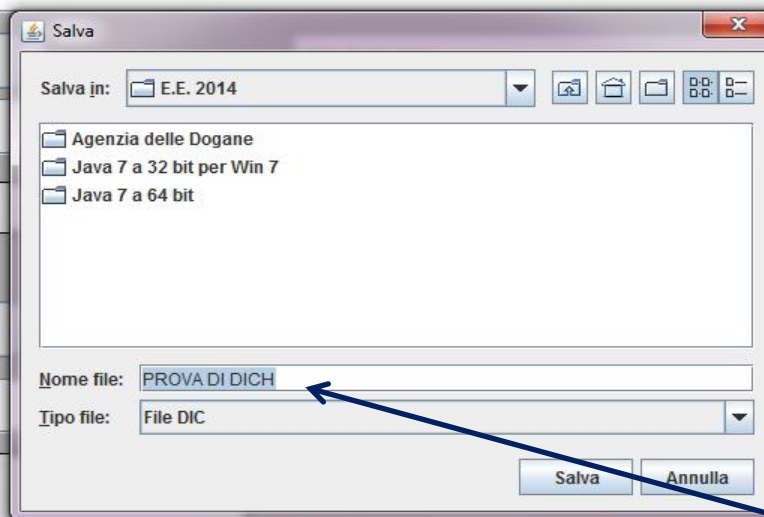 Salva
Salva in: E.E. 2014
Agenzia delle Dogane
Java 7 a 32 bit per Win 7
Java 7 a 64 bit
Nome file: PROVA DI DICH
Tipo file: File DIC
Salva Annulla